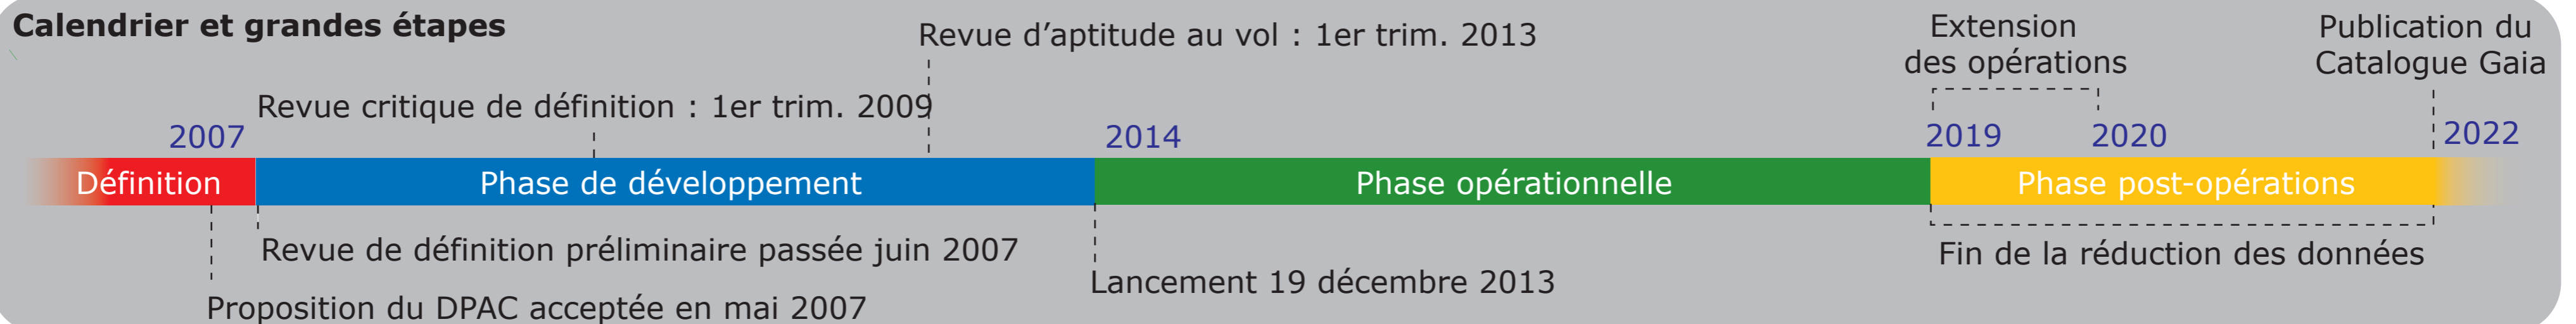 Calendrier et grandes étapes
Revue d’aptitude au vol : 1er trim. 2013
Extension
des opérations
Publication du
Catalogue Gaia
Revue critique de définition : 1er trim. 2009
2007
2014
2019
2020
2022
Définition
Phase de développement
Phase opérationnelle
Phase post-opérations
Revue de définition préliminaire passée juin 2007
Fin de la réduction des données
Lancement 19 décembre 2013
Proposition du DPAC acceptée en mai 2007